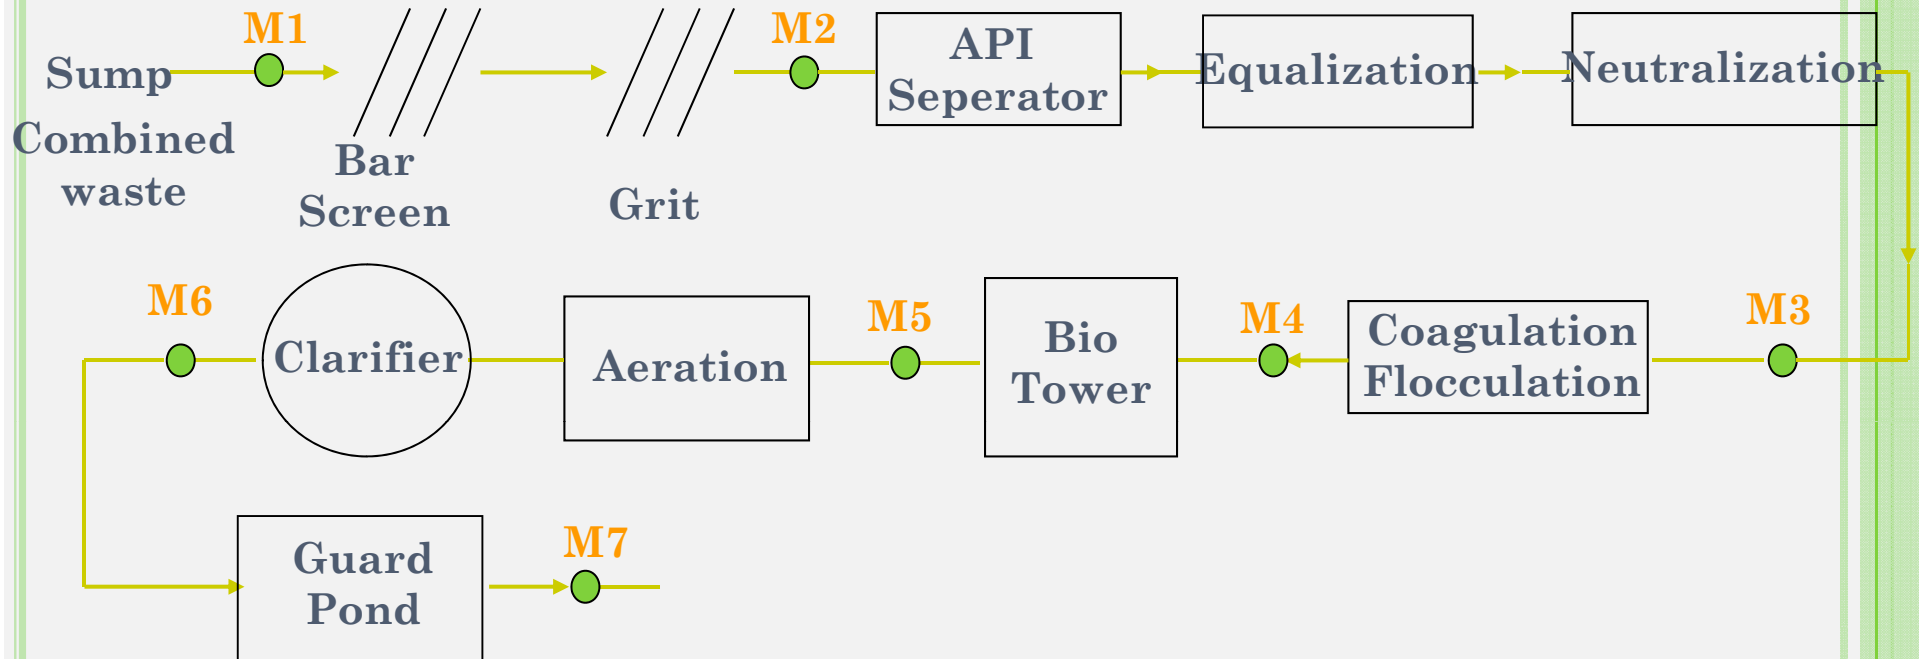 M1
M2
Sump
Combined
waste
Bar
Screen
Grit
API
Seperator
Equalization
Neutralization
M6
Clarifier
Aeration
M5
Bio
Tower
M4
Coagulation
Flocculation
M3
Guard
Pond
M7